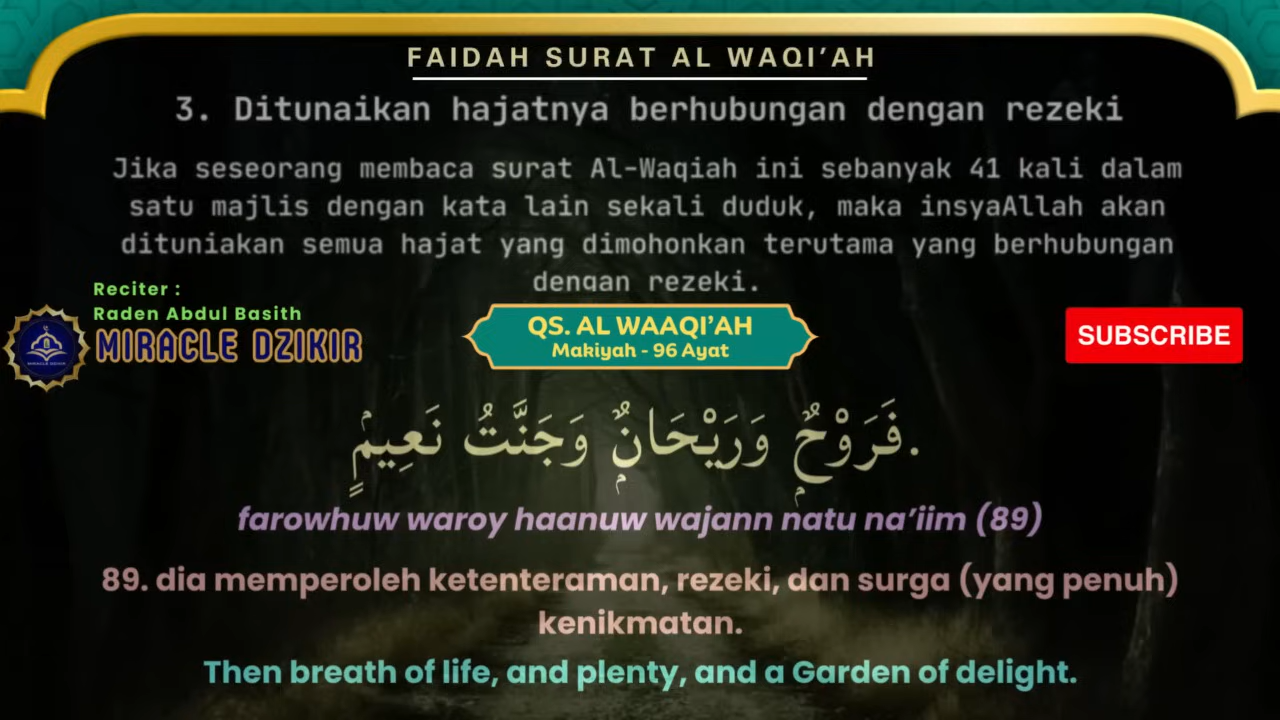 FAIDAH SURAT AL WAQI’AH
3. Ditunaikan hajatnya berhubungan dengan rezeki
Jika seseorang membaca surat Al-Waqiah ini sebanyak 41 kali dalam
satu majlis dengan kata lain sekali duduk, maka insyaAllah akan
dituniakan semua hajat yang dimohonkan terutama yang berhubungan
dengan rezeki.
Reciter :
Raden Abdul Basith
MIRACLE DZIKIR
QS. AL WAAQI’AH
Makiyah - 96 Ayat
SUBSCRIBE
فَرَوْحٌۭ وَرَيْحَانٌۭ وَجَنَّتُ نَعِيمٍۢ.
farowhuw waroy haanuw wajann natu na’iim (89)
89. dia memperoleh ketenteraman, rezeki, dan surga (yang penuh)
kenikmatan.
Then breath of life, and plenty, and a Garden of delight.